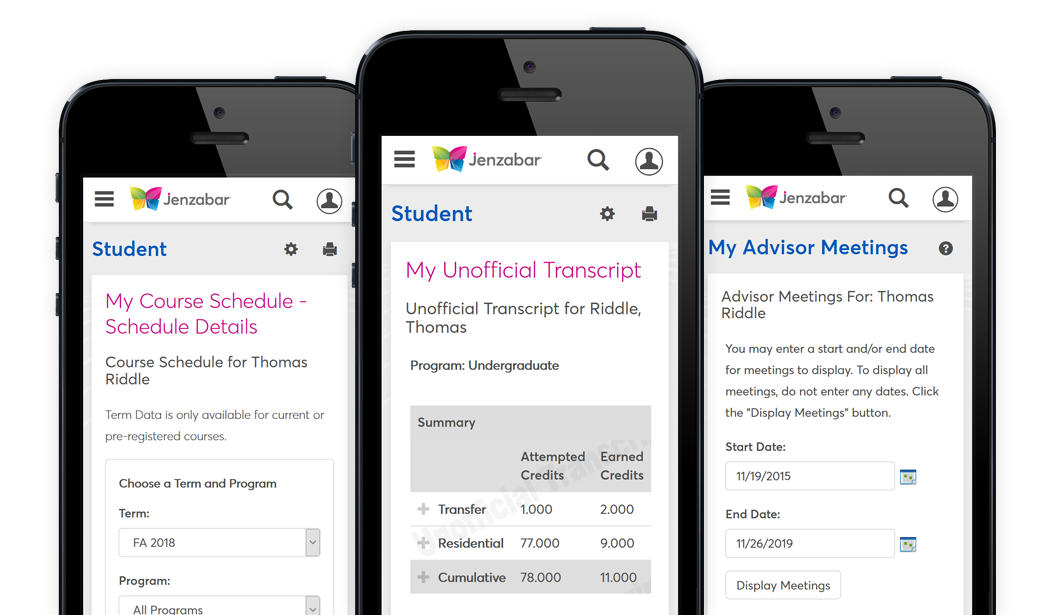 Jenzabar
Student
My Course Schedule -
Schedule Details
Course Schedule for Thomas
Riddle
Term Data is only available for current or
pre-registered courses.
Choose a Term and Program
Term:
FA 2018
Program:
All Programs
Jenzabar
Student
My Unofficial Transcript
Unofficial Transcript for Riddle,
Thomas
Program: Undergraduate
Summary
Attempted Earned
Credits Credits
Transfer 1.000 2.000
Residential 77.000 9.000
Cumulative 78.000 11.000
Unofficial Transcript
Jenzabar
My Advisor Meetings
Advisor Meetings For: Thomas
Riddle
You may enter a start and/or end date
for meetings to display. To display all
meetings, do not enter any dates. Click
the "Display Meetings" button.
Start Date:
11/19/2015
End Date:
11/26/2019
Display Meetings